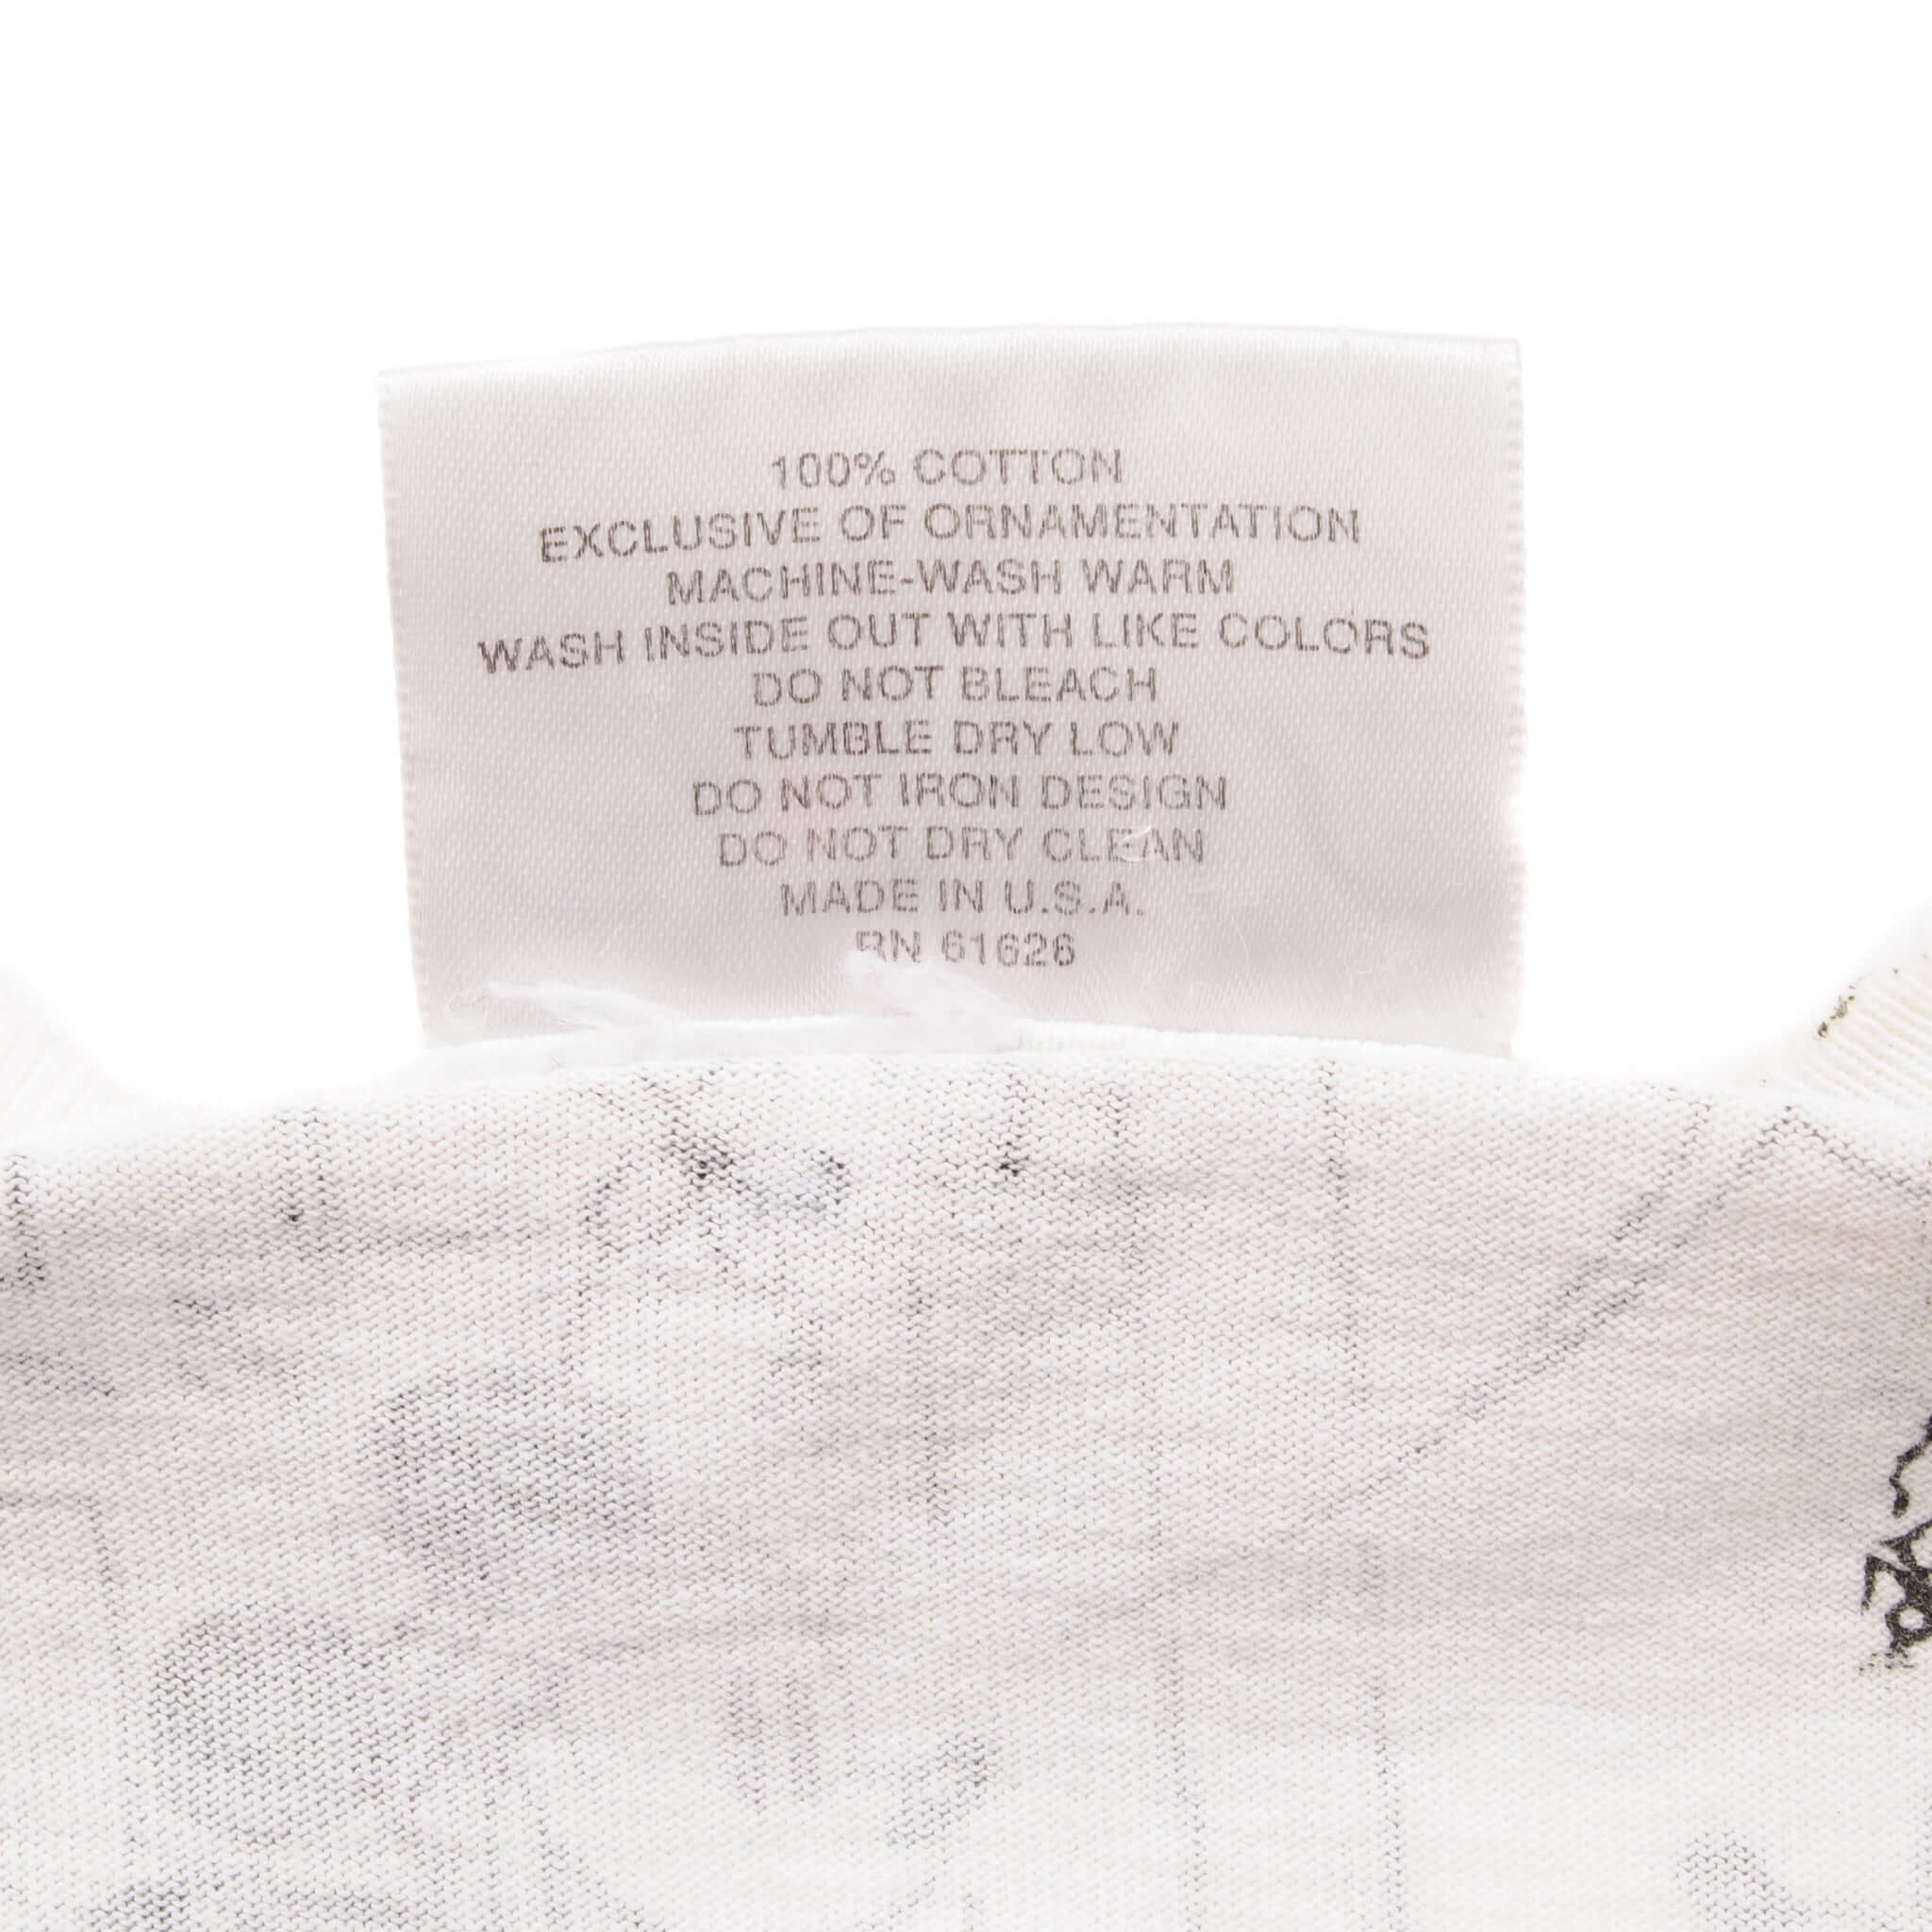 100% COTTON
EXCLUSIVE OF ORNAMENTATION
MACHINE-WASH WARM
WASH INSIDE OUT WITH LIKE COLORS
DO NOT BLEACH
TUMBLE DRY LOW
DO NOT IRON DESIGN
DO NOT DRY CLEAN
MADE IN U.S.A.
RN 61626